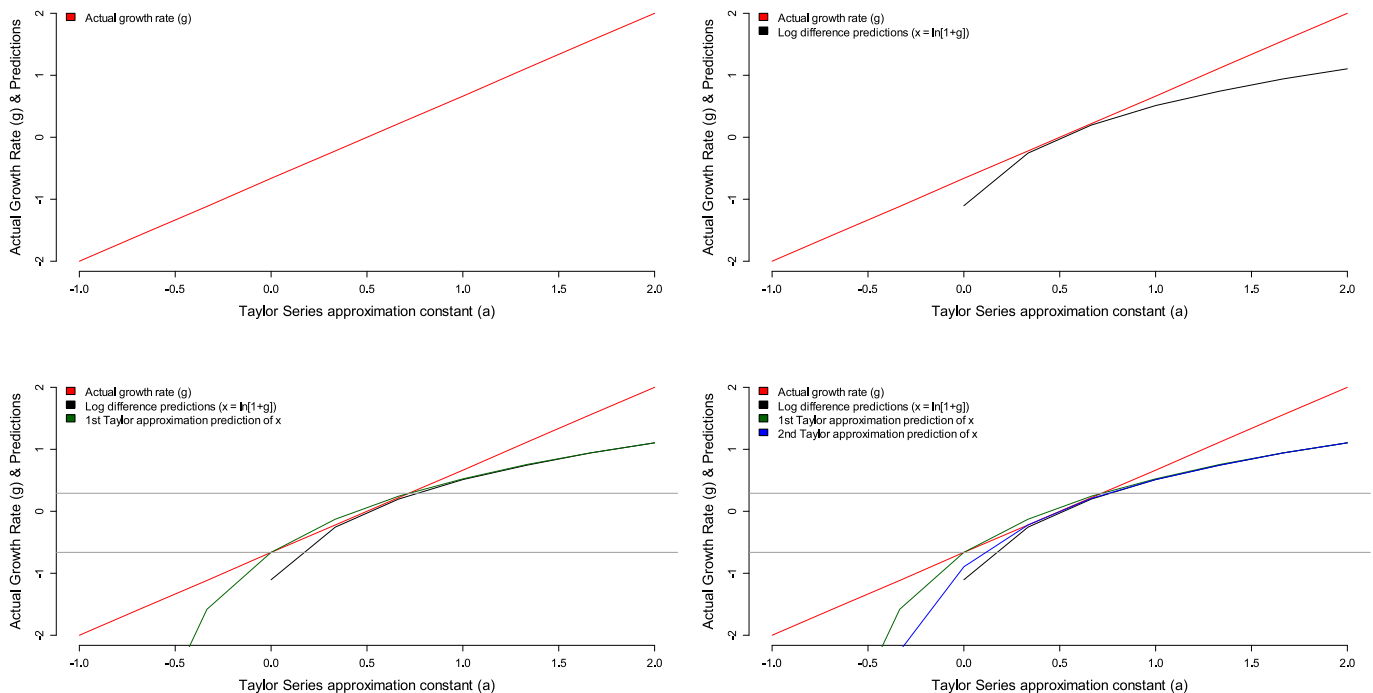 Actual growth rate (g)
Actual Growth Rate (g) & Predictions
2
1
0
-1
-2
-1.0 -0.5 0.0 0.5 1.0 1.5 2.0
Taylor Series approximation constant (a)
Actual growth rate (g)
Log difference predictions (x = ln[1+g])
Actual Growth Rate (g) & Predictions
2
1
0
-1
-2
-1.0 -0.5 0.0 0.5 1.0 1.5 2.0
Taylor Series approximation constant (a)
Actual growth rate (g)
Log difference predictions (x = ln[1+g])
1st Taylor approximation prediction of x
Actual Growth Rate (g) & Predictions
2
1
0
-1
-2
-1.0 -0.5 0.0 0.5 1.0 1.5 2.0
Taylor Series approximation constant (a)
Actual growth rate (g)
Log difference predictions (x = ln[1+g])
1st Taylor approximation prediction of x
2nd Taylor approximation prediction of x
Actual Growth Rate (g) & Predictions
2
1
0
-1
-2
-1.0 -0.5 0.0 0.5 1.0 1.5 2.0
Taylor Series approximation constant (a)